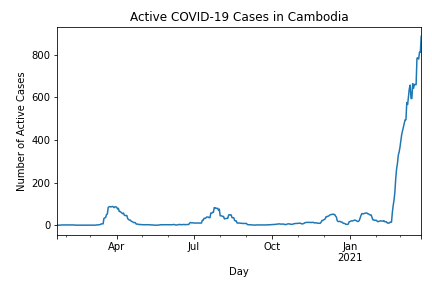 Active COVID-19 Cases in Cambodia
Number of Active Cases
800
600
400
200
0
Apr
Jul
Oct
Jan
2021
Day